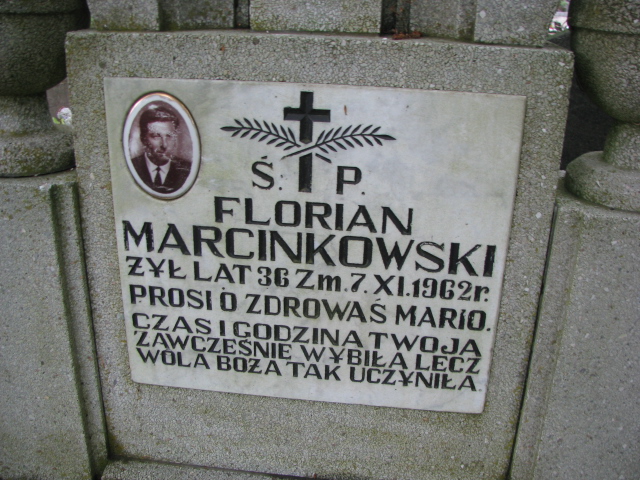 Ś. P.
FLORIAN
MARCINKOWSKI
ŻYŁ LAT 36 Zm. 7. XI. 1962r.
PROSI O ZDROWAŚ MARIO.
CZAS I GODZINA TWOJA
ZAWCZEŚNIE WYBIŁA LECZ
WOLA BOŻA TAK UCZYNIŁA.